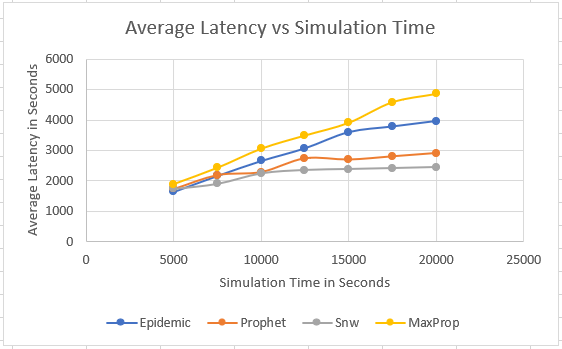 Average Latency vs Simulation Time
6000
5000
4000
3000
2000
1000
0
Average Latency in Seconds
0 5000 10000 15000 20000 25000
Simulation Time in Seconds
Epidemic Prophet Snw MaxProp